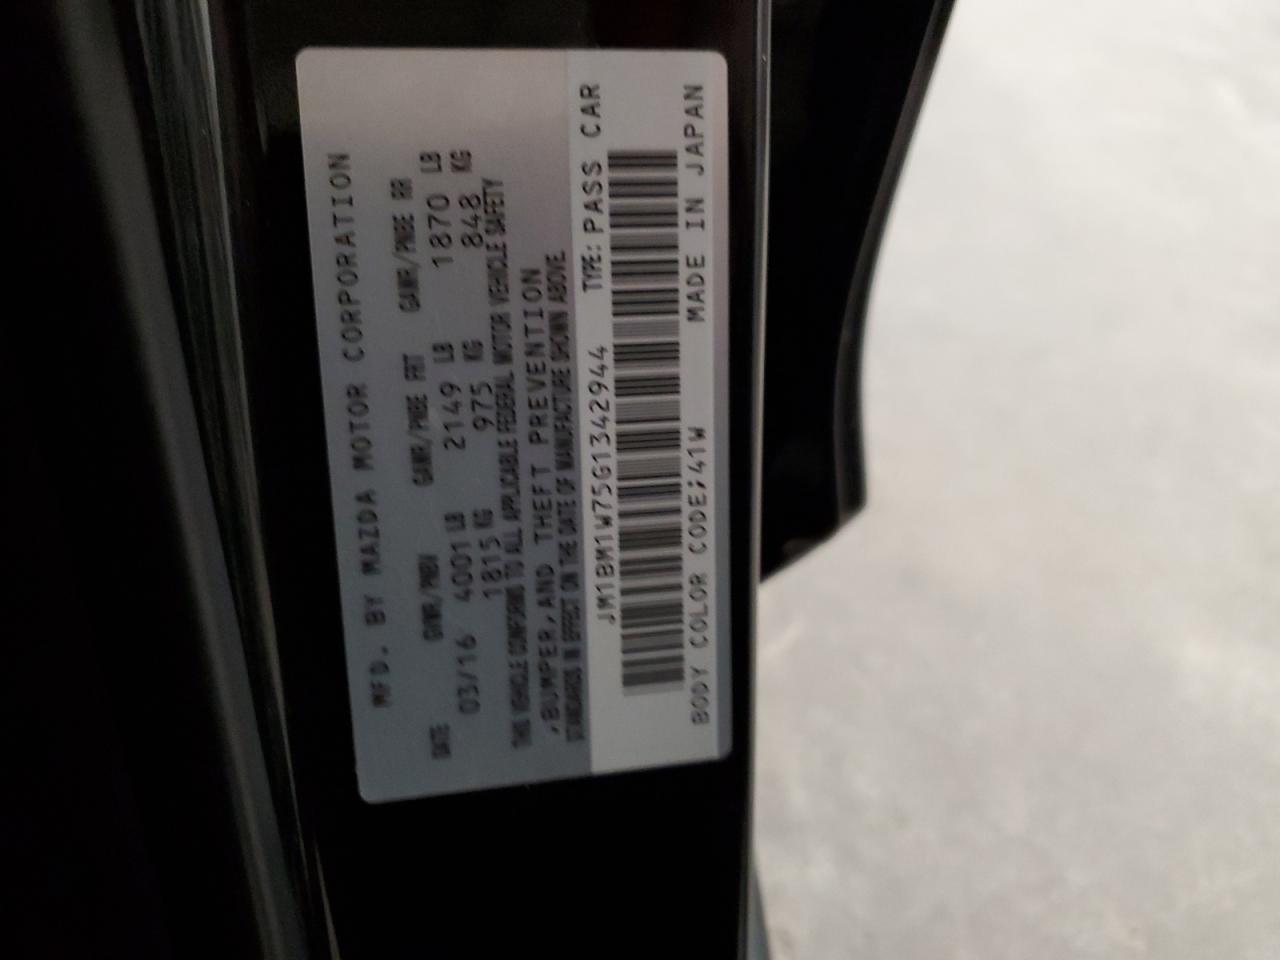 MFD. BY MAZDA MOTOR CORPORATION
DATE GVWR/PNBV GAWR/PNBE FRT GAWR/PNBE RR
03/16 4001 LB 2149 LB 1870 LB
1815 KG 975 KG 848 KG
THIS VEHICLE CONFORMS TO ALL APPLICABLE FEDERAL MOTOR VEHICLE SAFETY
,BUMPER,AND THEFT PREVENTION
STANDARDS IN EFFECT ON THE DATE OF MANUFACTURE SHOWN ABOVE.
JM1BM1W75G1342944 TYPE: PASS CAR
BODY COLOR CODE;41W MADE IN JAPAN